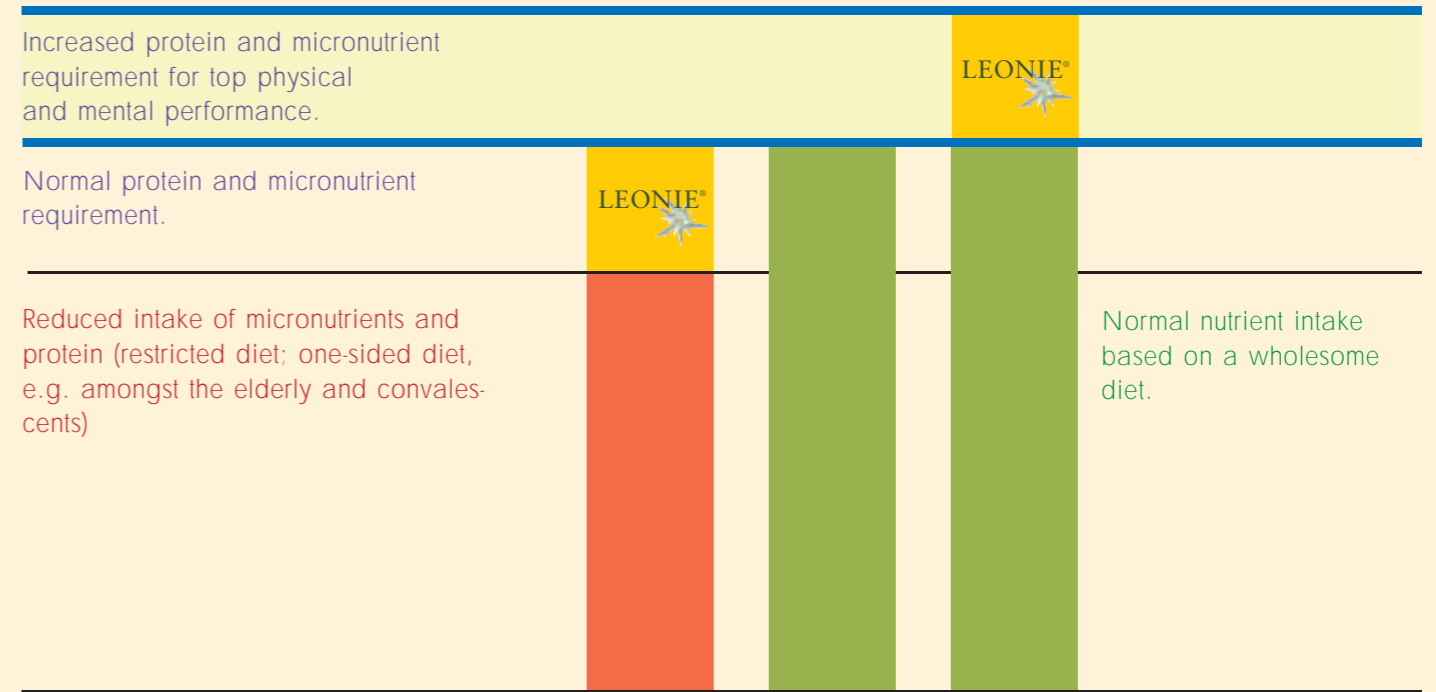 Increased protein and micronutrient
requirement for top physical
and mental performance.
LEONIE®
Normal protein and micronutrient
requirement.
LEONIE®
Reduced intake of micronutrients and
protein (restricted diet; one-sided diet,
e.g. amongst the elderly and convales-
cents)
Normal nutrient intake
based on a wholesome
diet.